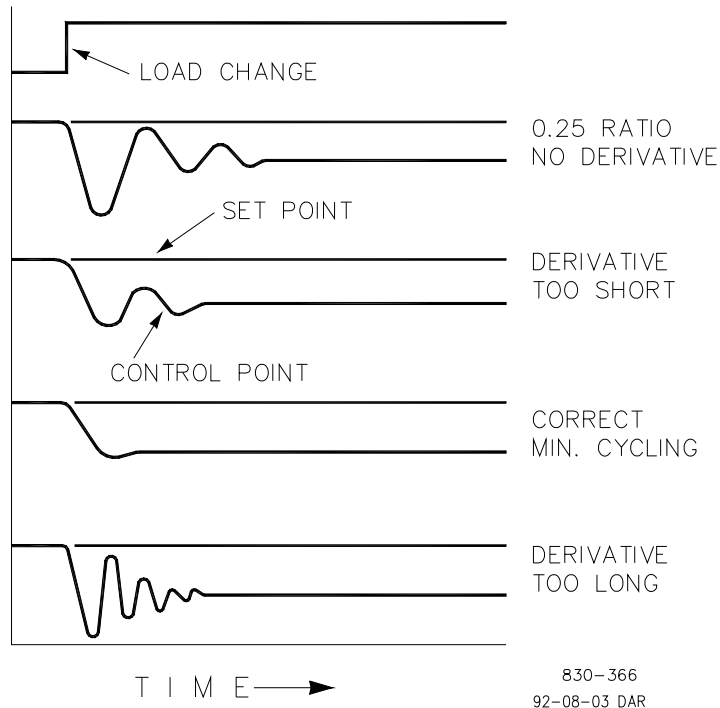 LOAD CHANGE
0.25 RATIO
NO DERIVATIVE
SET POINT
DERIVATIVE
TOO SHORT
CONTROL POINT
CORRECT
MIN. CYCLING
DERIVATIVE
TOO LONG
TIME
830-366
92-08-03 DAR